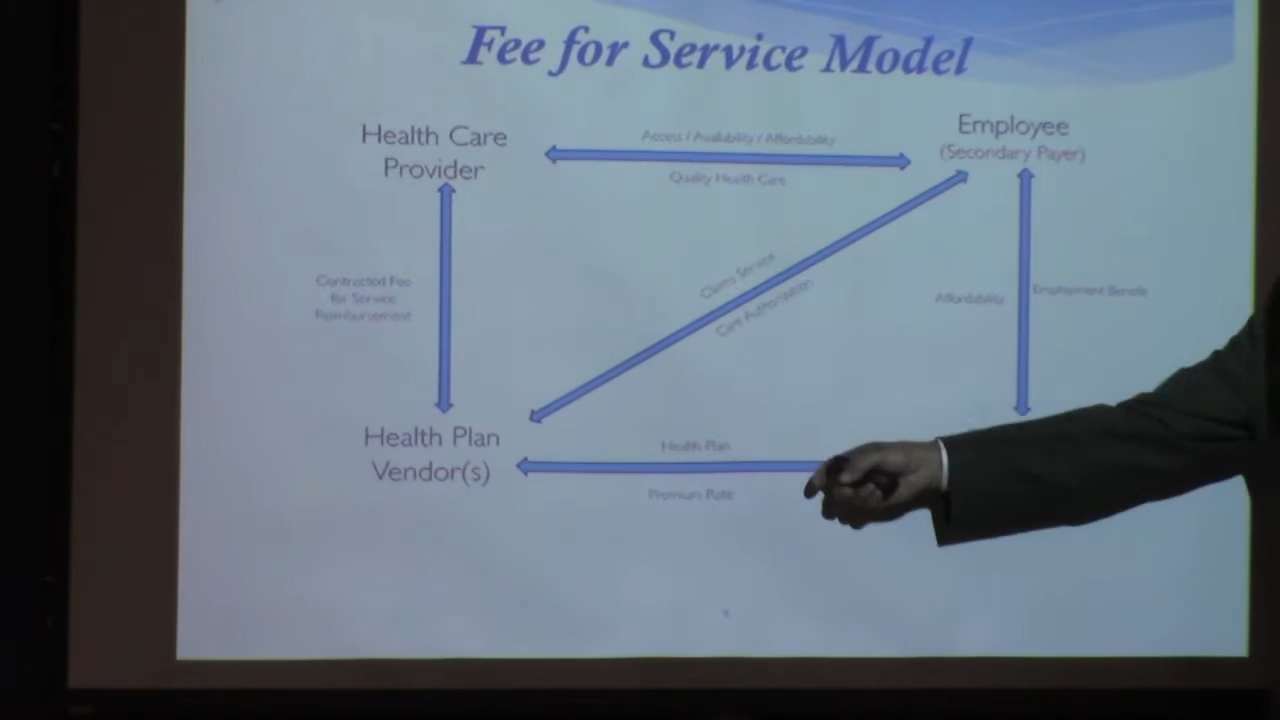 Fee for Service Model
Health Care
Provider
Access / Availability / Affordability
Quality Health Care
Employee
(Secondary Payer)
Contracted Fee
for Service
Reimbursement
Claims Service
Care Authorization
Affordability
Employment Benefit
Health Plan
Vendor(s)
Health Plan
Premium Rate